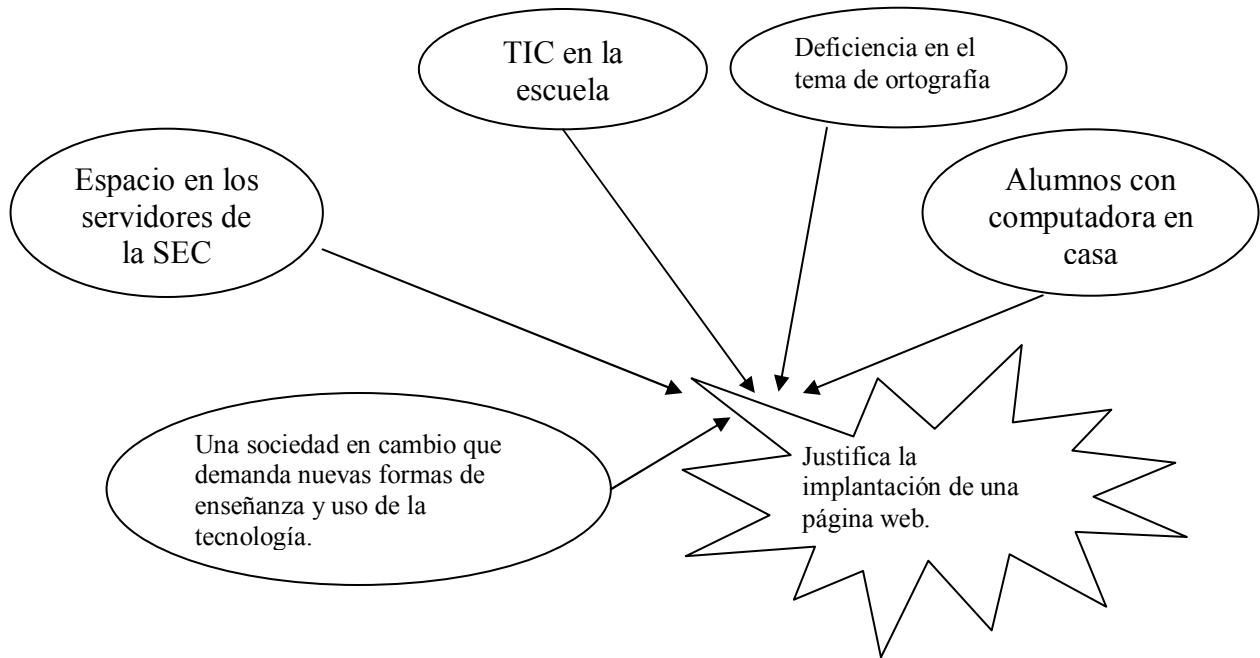 TIC en la
escuela
Deficiencia en el
tema de ortografía
Espacio en los
servidores de
la SEC
Alumnos con
computadora en
casa
Una sociedad en cambio que
demanda nuevas formas de
enseñanza y uso de la
tecnología.
Justifica la
implantación de una
página web.